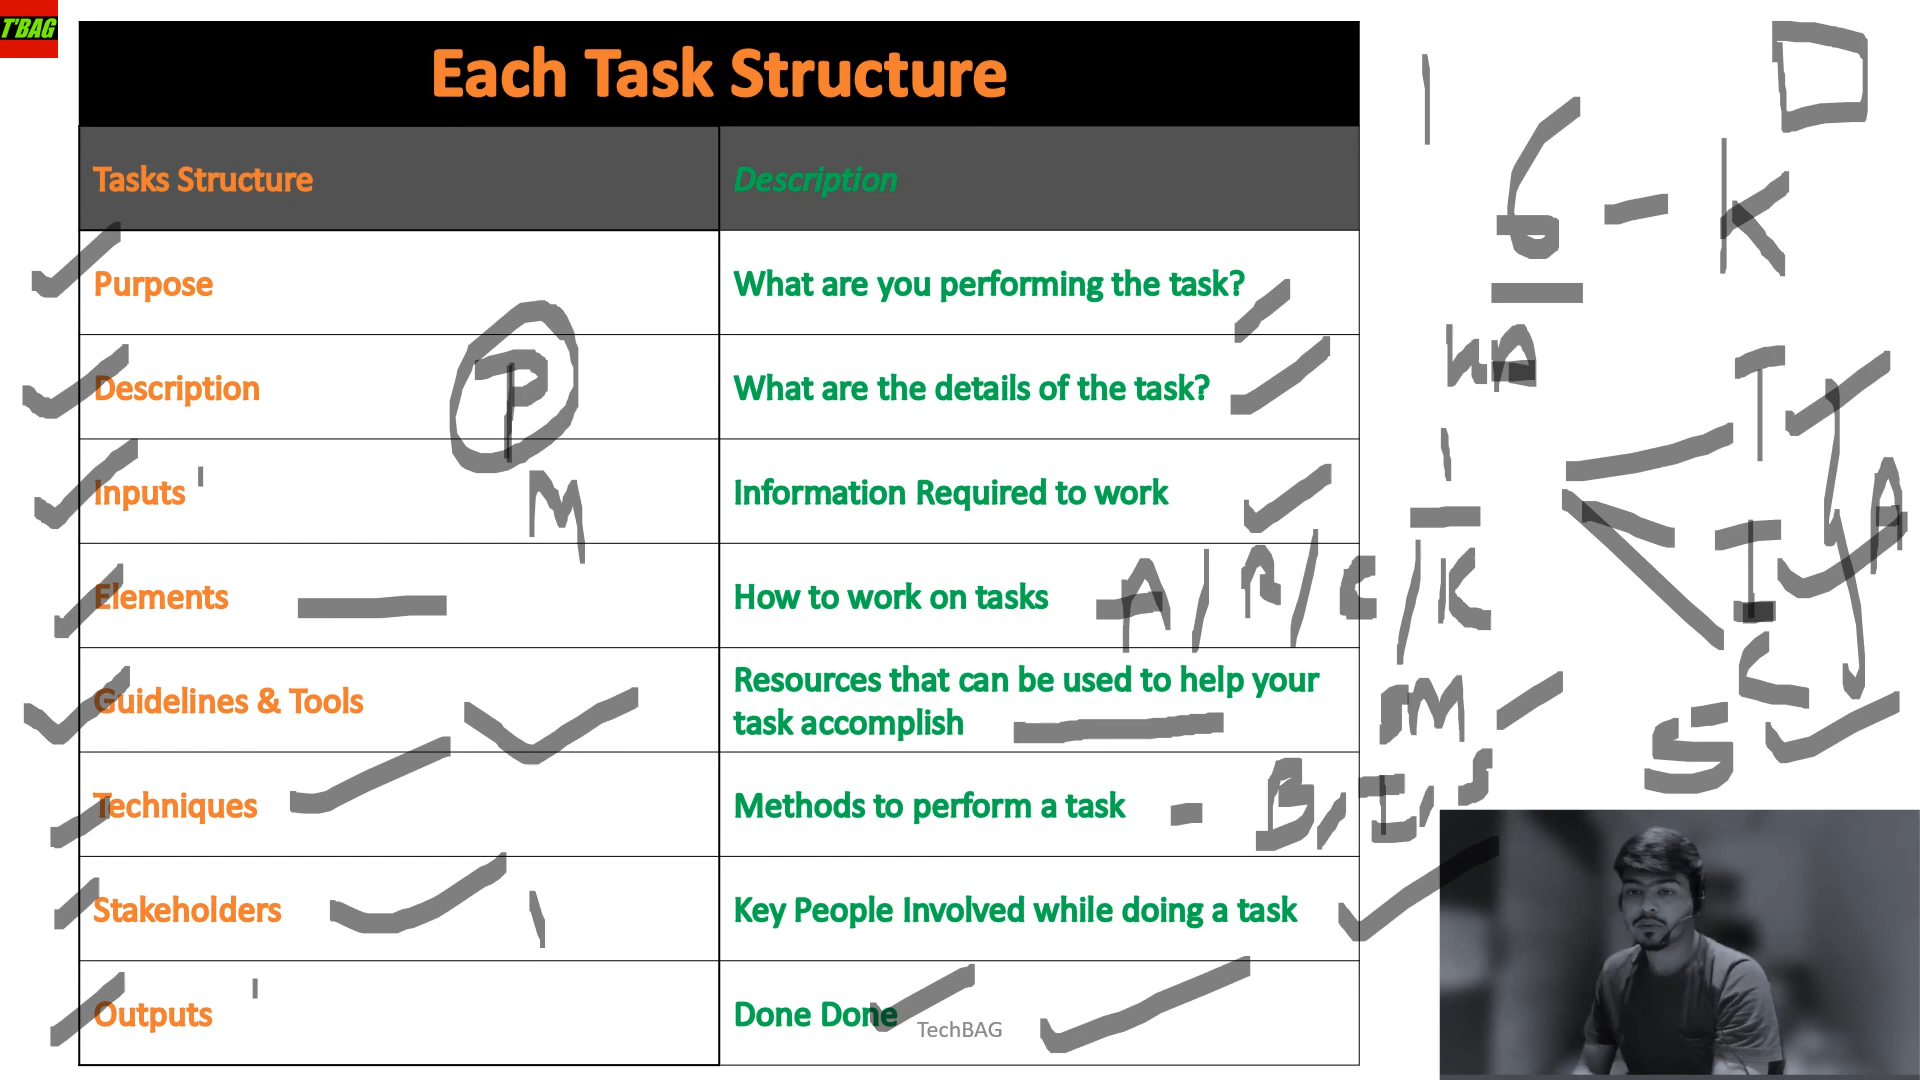 T'BAG
Each Task Structure
Tasks Structure
Description
Purpose
What are you performing the task?
Description
What are the details of the task?
P
Inputs
Information Required to work
M
Elements
How to work on tasks
A/R/C/K
Guidelines & Tools
Resources that can be used to help your
task accomplish
Techniques
Methods to perform a task
- B, I, S
Stakeholders
Key People Involved while doing a task
Outputs
Done Done
TechBAG
6 - K